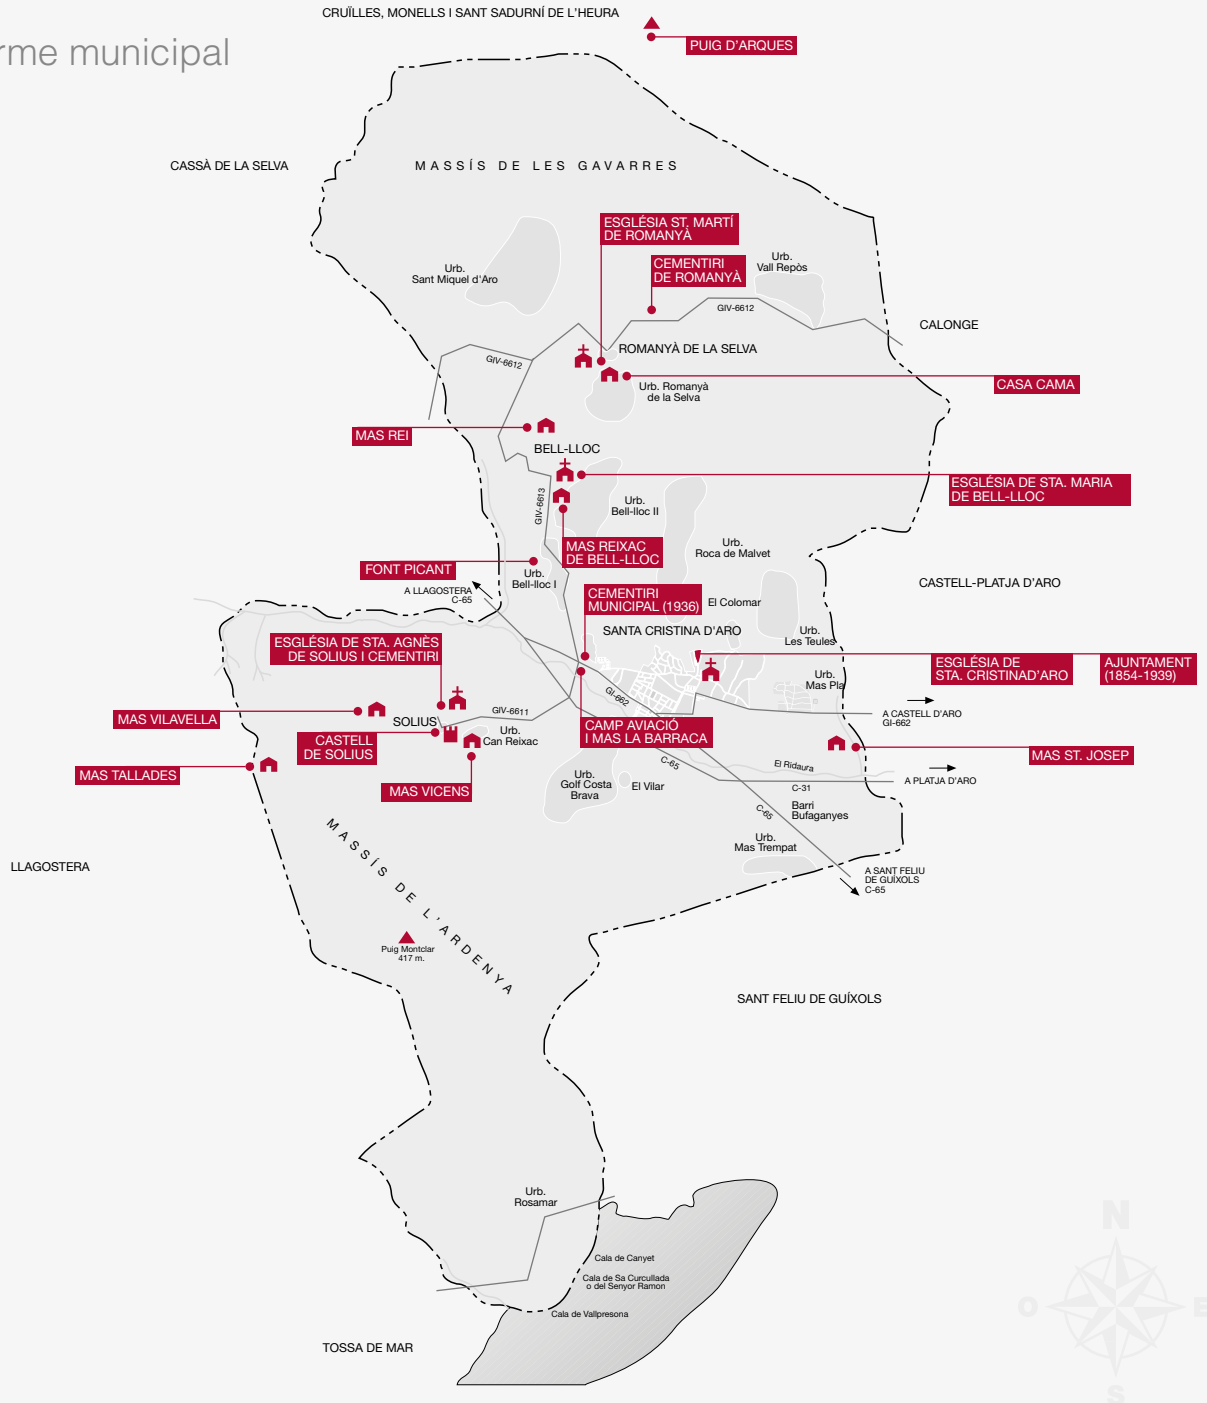 CRUÏLLES, MONELLS I SANT SADURNÍ DE L'HEURA
rme municipal
PUIG D'ARQUES
CASSÀ DE LA SELVA
MASSÍS DE LES GAVARRES
ESGLÉSIA ST. MARTÍ
DE ROMANYÀ
CEMENTIRI
DE ROMANYÀ
Urb.
Vall Repòs
Urb.
Sant Miquel d'Aro
GIV-6612
CALONGE
ROMANYÀ DE LA SELVA
GIV-6612
Urb. Romanyà
de la Selva
CASA CAMA
MAS REI
BELL-LLOC
ESGLÉSIA DE STA. MARIA
DE BELL-LLOC
GIV-6613
Urb.
Bell-lloc II
MAS REIXAC
DE BELL-LLOC
Urb.
Roca de Malvet
FONT PICANT
Urb.
Bell-lloc I
CASTELL-PLATJA D'ARO
A LLAGOSTERA
C-65
CEMENTIRI
MUNICIPAL (1936)
El Colomar
SANTA CRISTINA D'ARO
Urb.
Les Teules
ESGLÉSIA DE STA. AGNÈS
DE SOLIUS I CEMENTIRI
ESGLÉSIA DE
STA. CRISTINAD'ARO
AJUNTAMENT
(1854-1939)
Urb.
Mas Pla
GI-662
MAS VILAVELLA
SOLIUS
GIV-6611
A CASTELL D'ARO
GI-662
CAMP AVIACIÓ
I MAS LA BARRACA
CASTELL
DE SOLIUS
Urb.
Can Reixac
MAS ST. JOSEP
MAS TALLADES
C-65
El Ridaura
A PLATJA D'ARO
MAS VICENS
Urb.
Golf Costa
Brava
El Vilar
C-31
C-65
Barri
Bufaganyes
Urb.
Mas Trempat
LLAGOSTERA
A SANT FELIU
DE GUÍXOLS
C-65
MASSÍS DE L'ARDENYA
Puig Montclar
417 m.
SANT FELIU DE GUÍXOLS
Urb.
Rosamar
Cala de Canyet
Cala de Sa Curcullada
o del Senyor Ramon
Cala de Vallpresona
TOSSA DE MAR
N
O
E
S